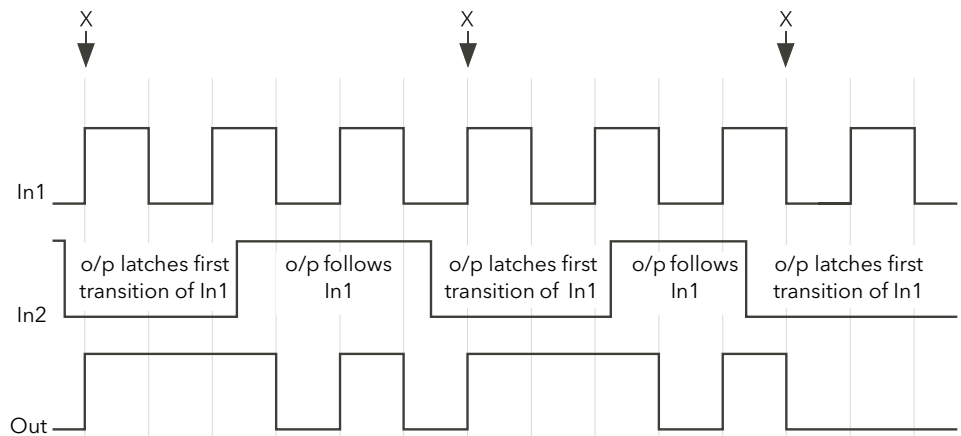 X X X
In1
o/p latches first o/p follows o/p latches first o/p follows o/p latches first
transition of In1 In1 transition of In1 In1 transition of In1
In2
Out